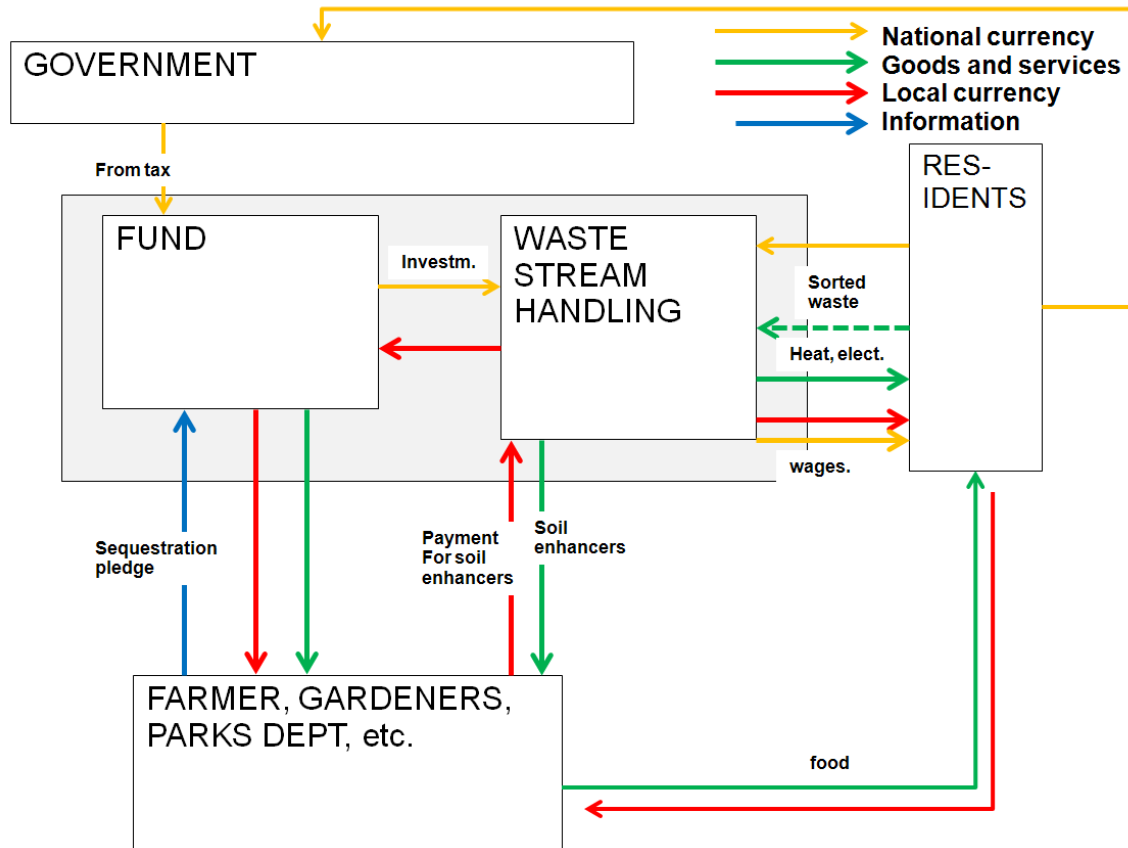 GOVERNMENT
National currency
Goods and services
Local currency
Information
From tax
RES-
IDENTS
FUND
WASTE
STREAM
HANDLING
Investm.
Sorted
waste
Heat, elect.
wages.
Sequestration
pledge
Payment
For soil
enhancers
Soil
enhancers
FARMER, GARDENERS,
PARKS DEPT, etc.
food